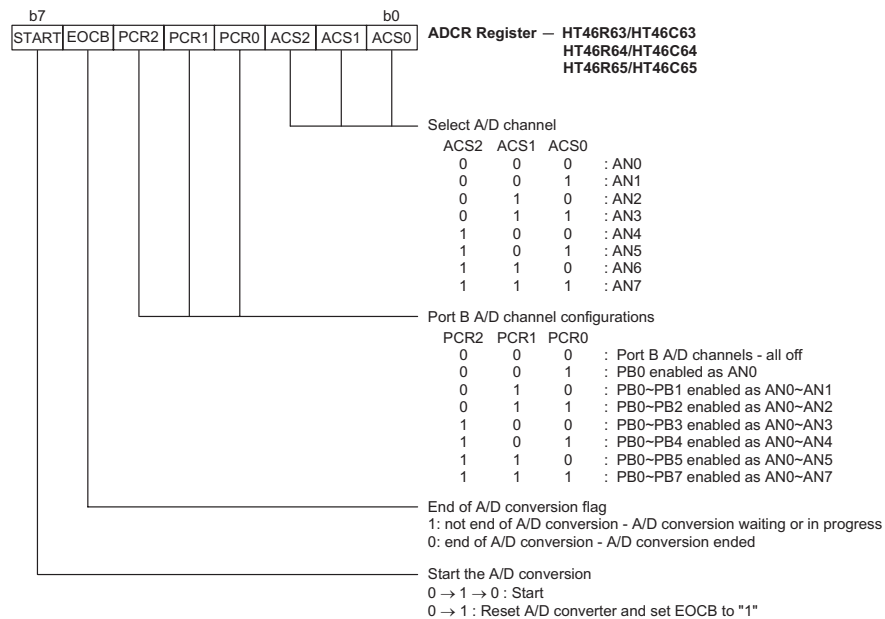 b7 b0
START EOCB PCR2 PCR1 PCR0 ACS2 ACS1 ACS0
ADCR Register — HT46R63/HT46C63
HT46R64/HT46C64
HT46R65/HT46C65
Select A/D channel
ACS2 ACS1 ACS0
0 0 0 : AN0
0 0 1 : AN1
0 1 0 : AN2
0 1 1 : AN3
1 0 0 : AN4
1 0 1 : AN5
1 1 0 : AN6
1 1 1 : AN7
Port B A/D channel configurations
PCR2 PCR1 PCR0
0 0 0 : Port B A/D channels - all off
0 0 1 : PB0 enabled as AN0
0 1 0 : PB0~PB1 enabled as AN0~AN1
0 1 1 : PB0~PB2 enabled as AN0~AN2
1 0 0 : PB0~PB3 enabled as AN0~AN3
1 0 1 : PB0~PB4 enabled as AN0~AN4
1 1 0 : PB0~PB5 enabled as AN0~AN5
1 1 1 : PB0~PB7 enabled as AN0~AN7
End of A/D conversion flag
1: not end of A/D conversion - A/D conversion waiting or in progress
0: end of A/D conversion - A/D conversion ended
Start the A/D conversion
0 → 1 → 0 : Start
0 → 1 : Reset A/D converter and set EOCB to "1"